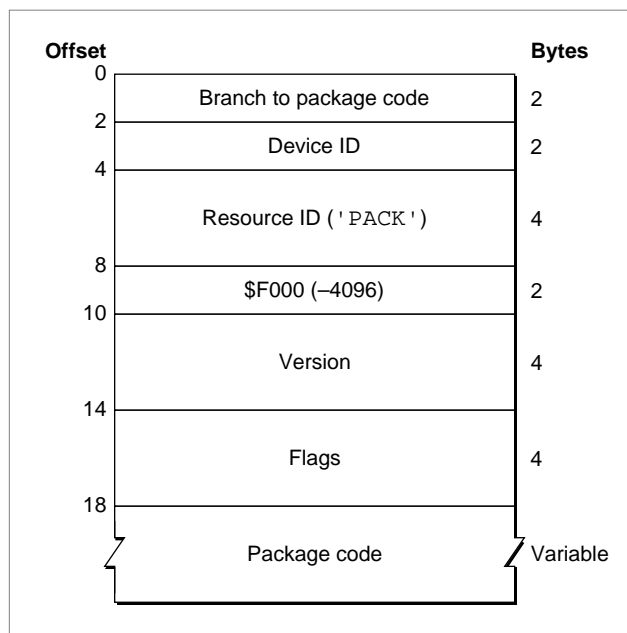 Offset Bytes
0
Branch to package code 2
2
Device ID 2
4
Resource ID ('PACK') 4
8
$F000 (–4096) 2
10
Version 4
14
Flags 4
18
Package code Variable